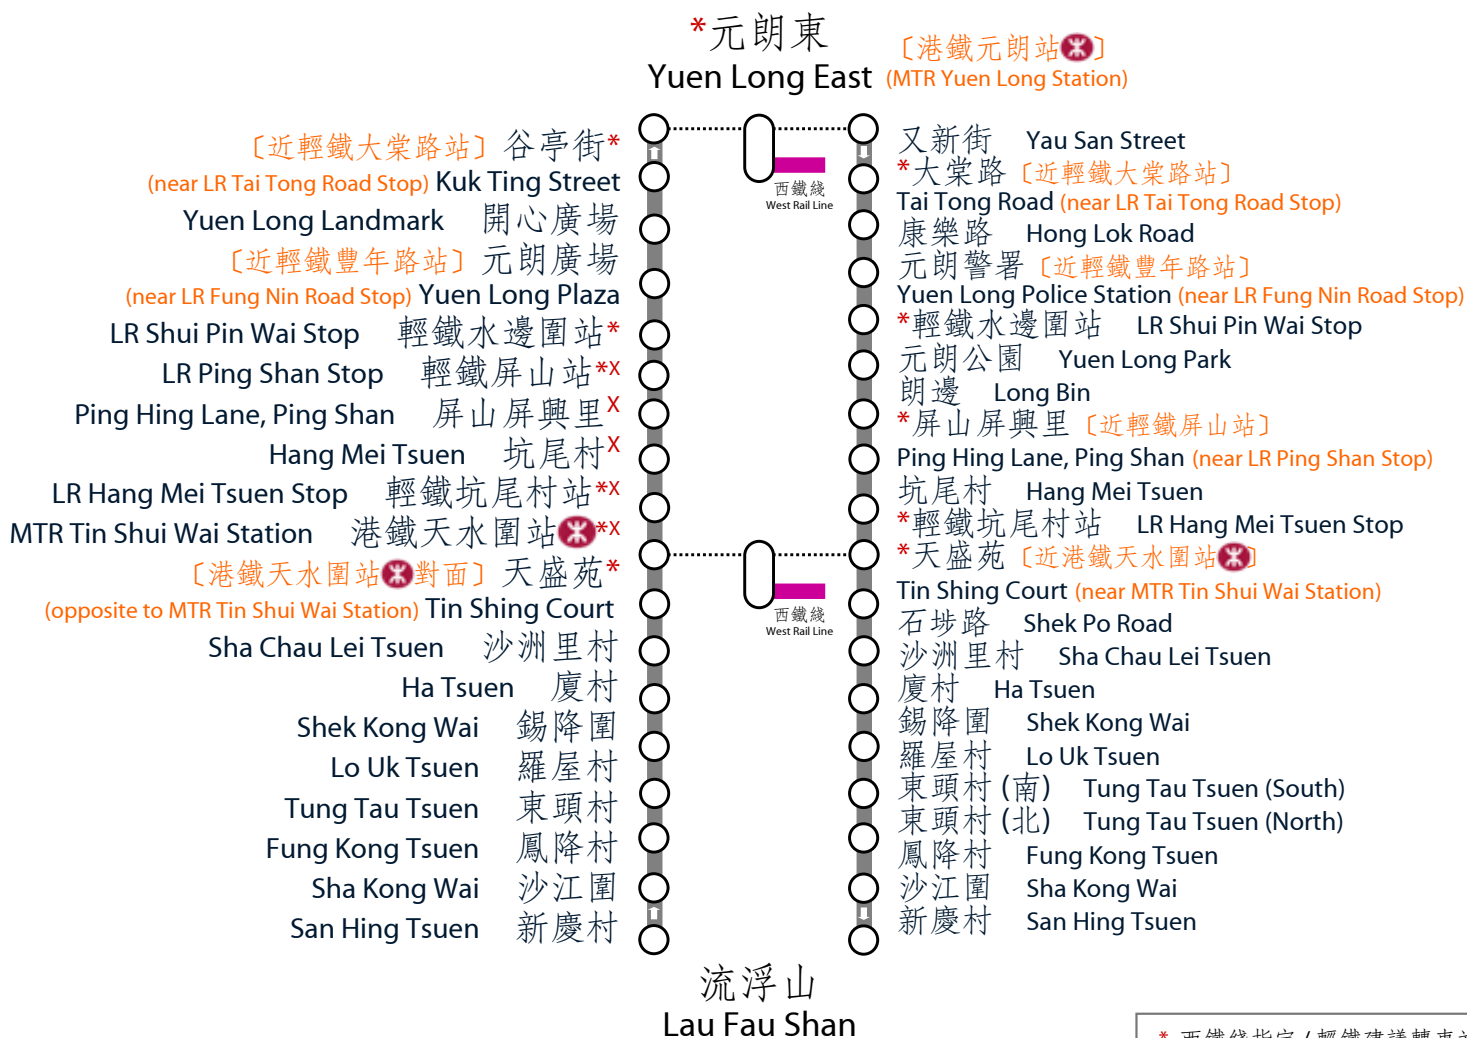 *元朗東
Yuen Long East
〔港鐵元朗站〕
(MTR Yuen Long Station)
〔近輕鐵大棠路站〕谷亭街*
(near LR Tai Tong Road Stop) Kuk Ting Street
Yuen Long Landmark 開心廣場
〔近輕鐵豐年路站〕元朗廣場
(near LR Fung Nin Road Stop) Yuen Long Plaza
LR Shui Pin Wai Stop 輕鐵水邊圍站*
LR Ping Shan Stop 輕鐵屏山站*X
Ping Hing Lane, Ping Shan 屏山屏興里X
Hang Mei Tsuen 坑尾村X
LR Hang Mei Tsuen Stop 輕鐵坑尾村站*X
MTR Tin Shui Wai Station 港鐵天水圍站*X
〔港鐵天水圍站對面〕天盛苑*
(opposite to MTR Tin Shui Wai Station) Tin Shing Court
Sha Chau Lei Tsuen 沙洲里村
Ha Tsuen 廈村
Shek Kong Wai 錫降圍
Lo Uk Tsuen 羅屋村
Tung Tau Tsuen 東頭村
Fung Kong Tsuen 鳳降村
Sha Kong Wai 沙江圍
San Hing Tsuen 新慶村
西鐵綫
West Rail Line
西鐵綫
West Rail Line
又新街 Yau San Street
*大棠路〔近輕鐵大棠路站〕
Tai Tong Road (near LR Tai Tong Road Stop)
康樂路 Hong Lok Road
元朗警署〔近輕鐵豐年路站〕
Yuen Long Police Station (near LR Fung Nin Road Stop)
*輕鐵水邊圍站 LR Shui Pin Wai Stop
元朗公園 Yuen Long Park
朗邊 Long Bin
*屏山屏興里〔近輕鐵屏山站〕
Ping Hing Lane, Ping Shan (near LR Ping Shan Stop)
坑尾村 Hang Mei Tsuen
*輕鐵坑尾村站 LR Hang Mei Tsuen Stop
*天盛苑〔近港鐵天水圍站〕
Tin Shing Court (near MTR Tin Shui Wai Station)
石埗路 Shek Po Road
沙洲里村 Sha Chau Lei Tsuen
廈村 Ha Tsuen
錫降圍 Shek Kong Wai
羅屋村 Lo Uk Tsuen
東頭村 (南) Tung Tau Tsuen (South)
東頭村 (北) Tung Tau Tsuen (North)
鳳降村 Fung Kong Tsuen
沙江圍 Sha Kong Wai
新慶村 San Hing Tsuen
流浮山
Lau Fau Shan
* 西鐵綫指定 / 輕鐵建議轉車